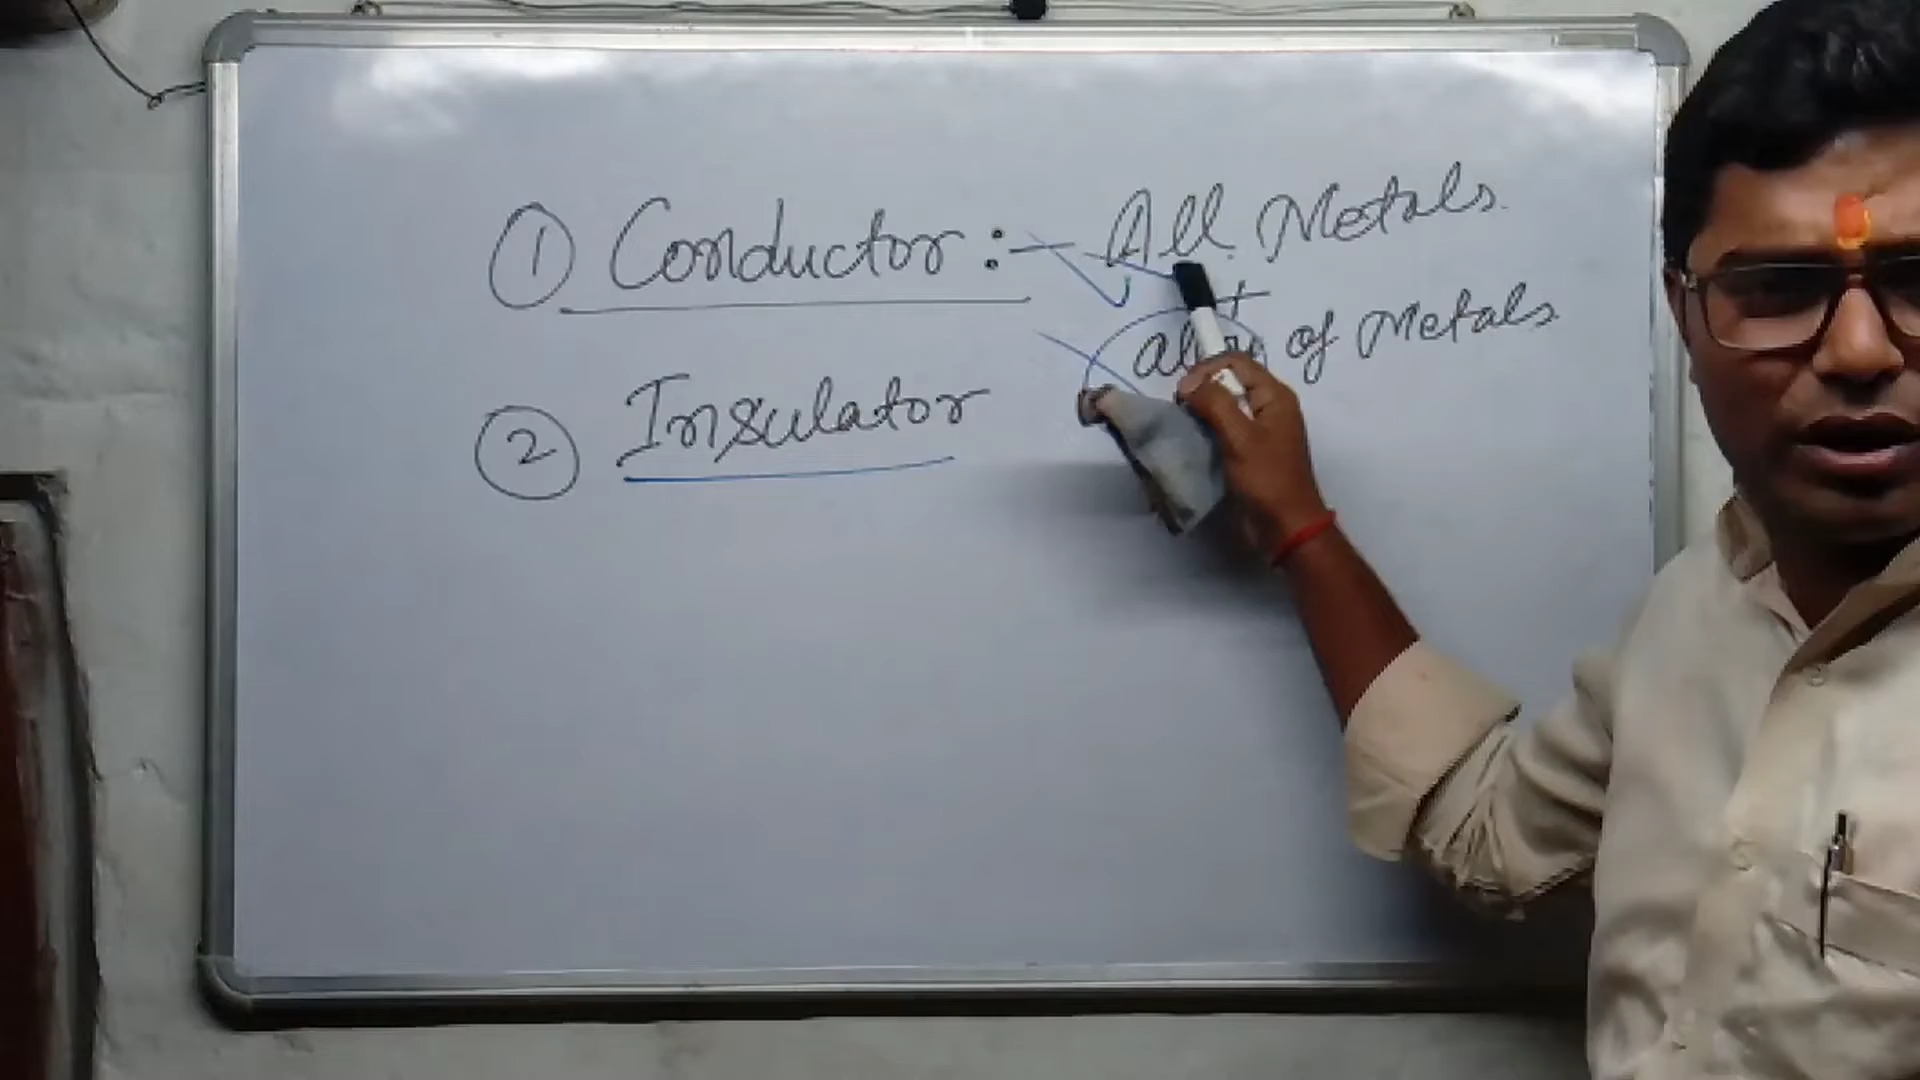 ① Conductor :- All Metals
+
of Metals
② Insulator